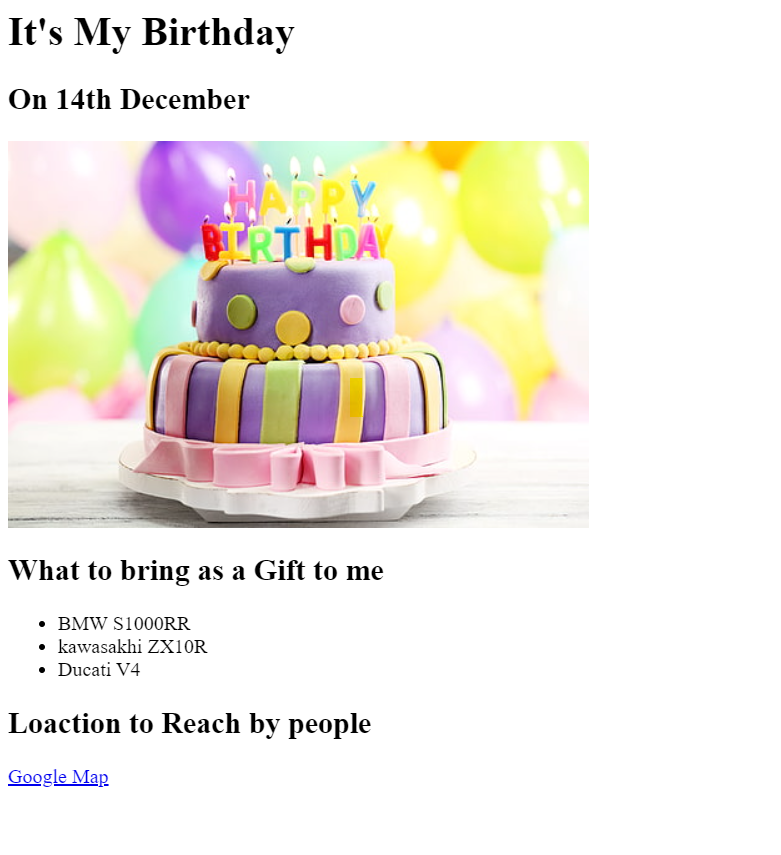 It's My Birthday
On 14th December
HAPPY
BIRTHDAY
What to bring as a Gift to me
BMW S1000RR
kawasakhi ZX10R
Ducati V4
Loaction to Reach by people
Google Map